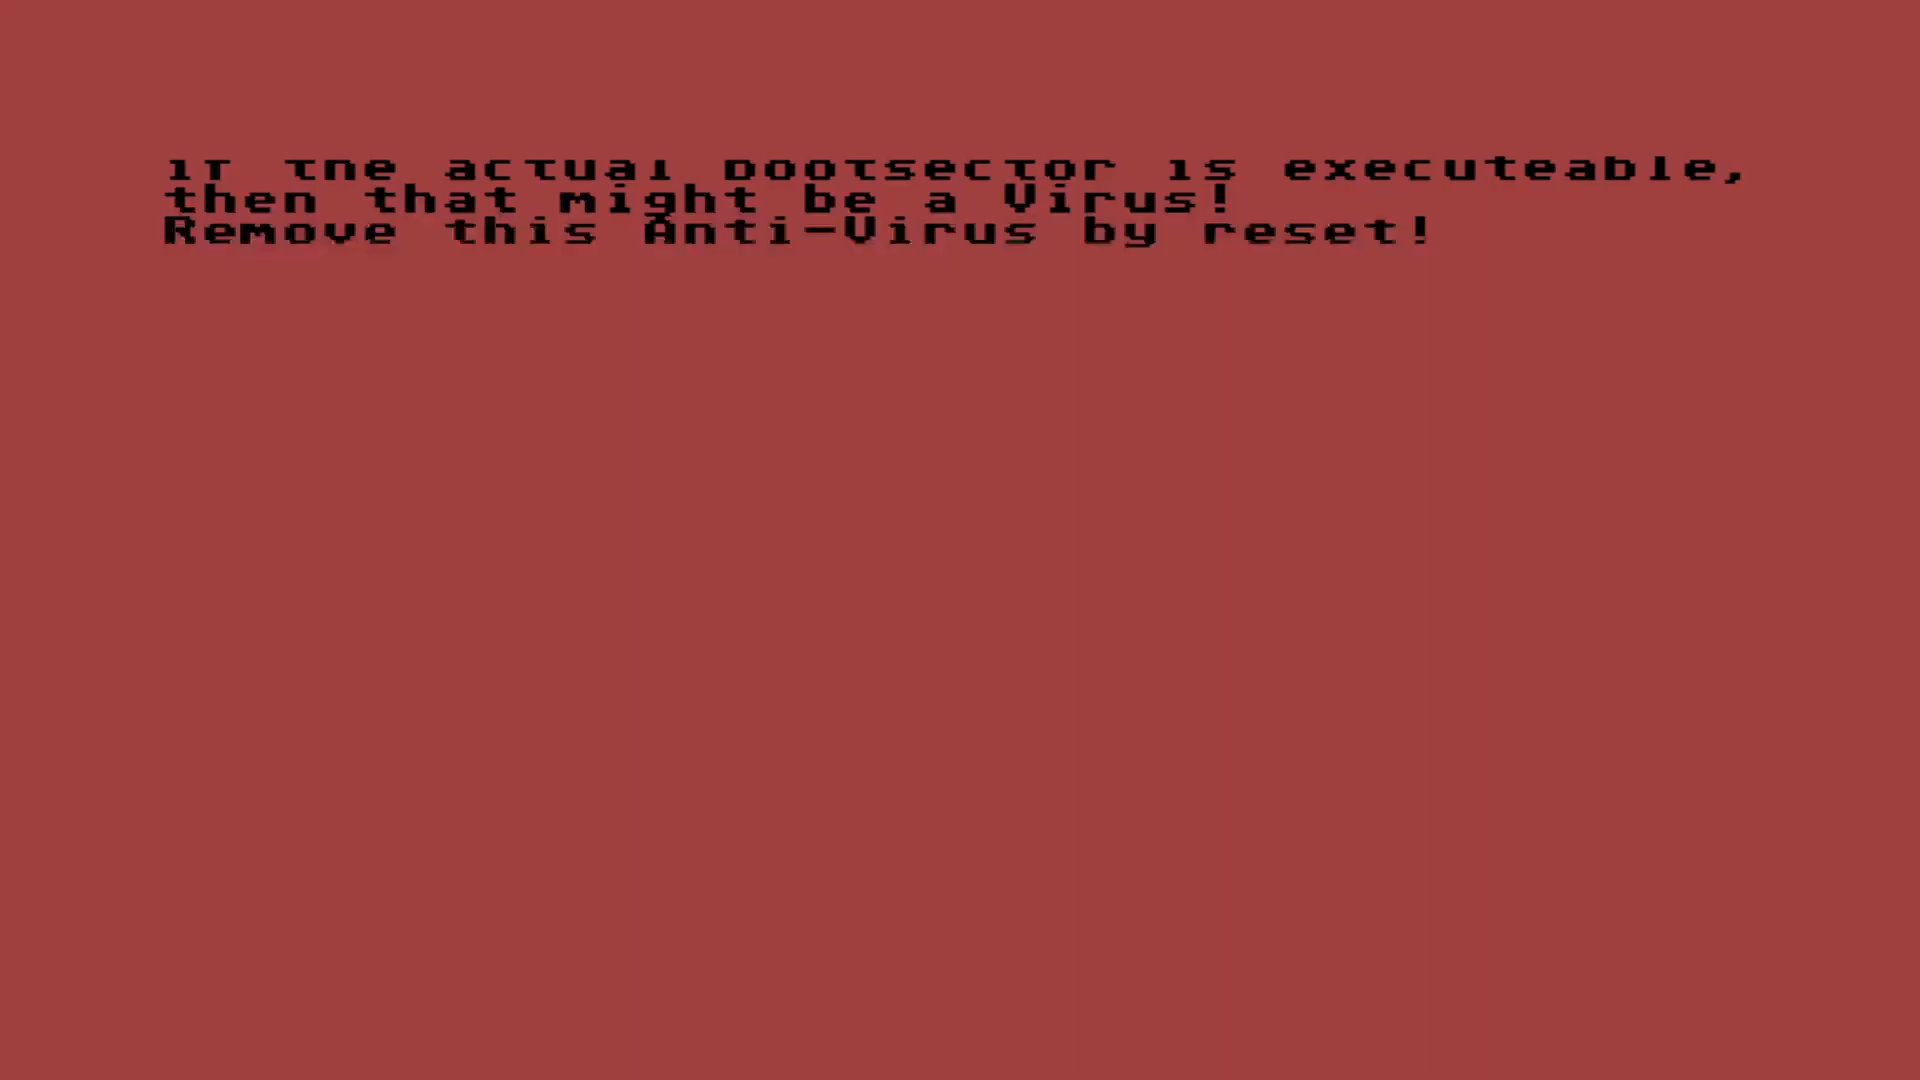 if the actual bootsector is executeable,
then that might be a Virus!
Remove this Anti-Virus by reset!